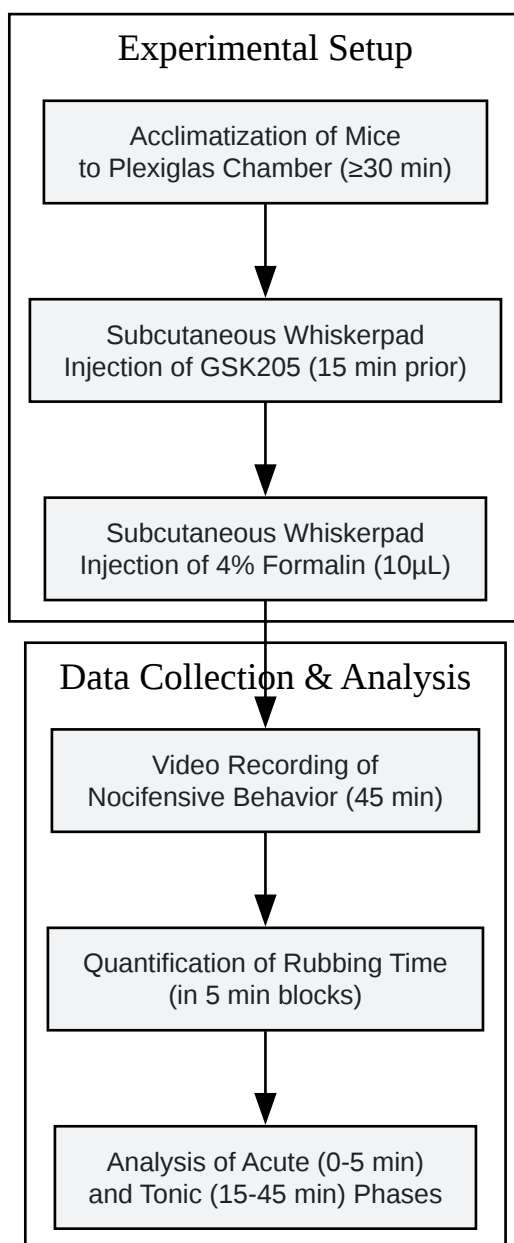 Experimental Setup
Acclimatization of Mice
to Plexiglas Chamber (≥30 min)
Subcutaneous Whiskerpad
Injection of GSK205 (15 min prior)
Subcutaneous Whiskerpad
Injection of 4% Formalin (10µL)
Data Collection & Analysis
Video Recording of
Nocifensive Behavior (45 min)
Quantification of Rubbing Time
(in 5 min blocks)
Analysis of Acute (0-5 min)
and Tonic (15-45 min) Phases